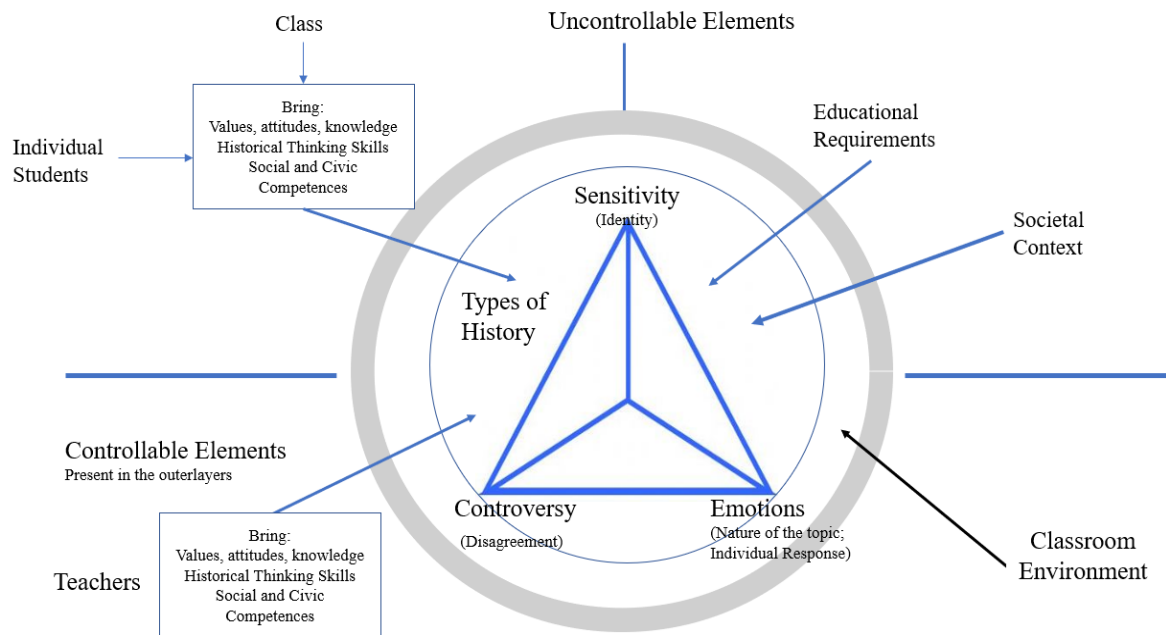 Class
Uncontrollable Elements
Bring:
Values, attitudes, knowledge
Historical Thinking Skills
Social and Civic
Competences
Individual
Students
Educational
Requirements
Sensitivity
(Identity)
Societal
Context
Types of
History
Controllable Elements
Present in the outerlayers
Controversy
(Disagreement)
Emotions
(Nature of the topic;
Individual Response)
Bring:
Values, attitudes, knowledge
Historical Thinking Skills
Social and Civic
Competences
Teachers
Classroom
Environment